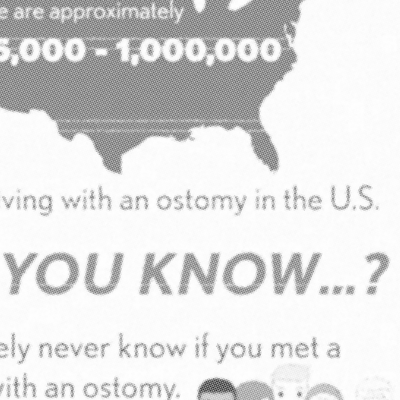 e are approximately
5,000 - 1,000,000
ving with an ostomy in the U.S.
YOU KNOW...?
ely never know if you met a
with an ostomy.